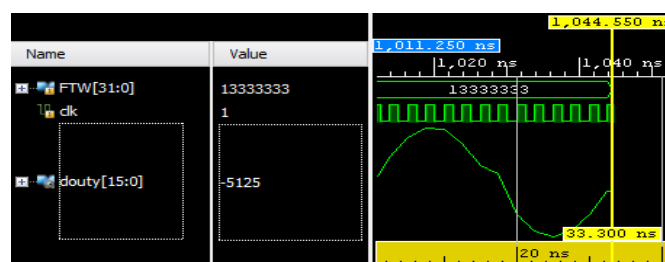 1,044.550 n
Name Value
1,011.250 ns
1,020 ns 1,040 ns
FTW[31:0] 13333333 13333333
clk 1
douty[15:0] -5125
33.300 ns
20 ns